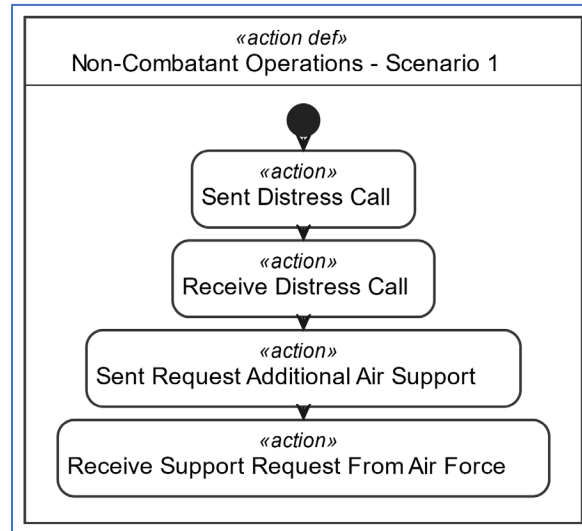 «action def»
Non-Combatant Operations - Scenario 1
«action»
Sent Distress Call
«action»
Receive Distress Call
«action»
Sent Request Additional Air Support
«action»
Receive Support Request From Air Force